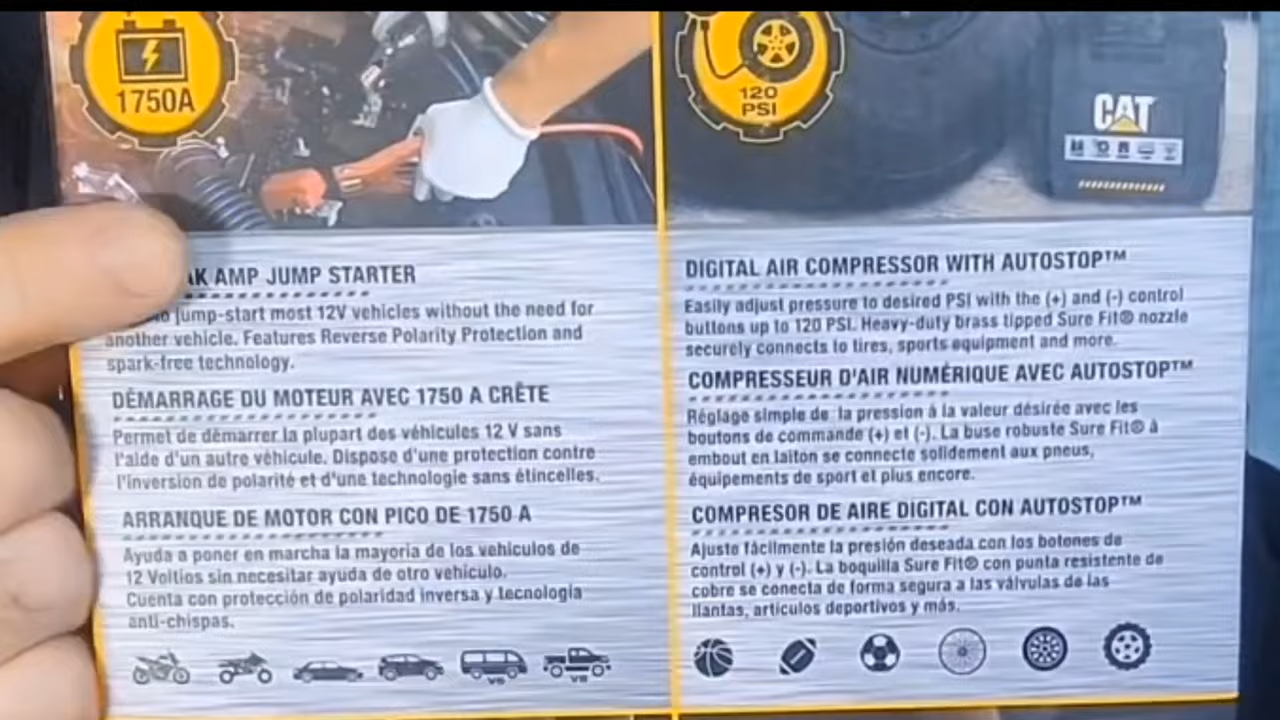 1750A
AK AMP JUMP STARTER
jump-start most 12V vehicles without the need for
another vehicle. Features Reverse Polarity Protection and
spark-free technology.
DÉMARRAGE DU MOTEUR AVEC 1750 A CRÊTE
Permet de démarrer la plupart des véhicules 12 V sans
l'aide d'un autre véhicule. Dispose d'une protection contre
l'inversion de polarité et d'une technologie sans étincelles.
ARRANQUE DE MOTOR CON PICO DE 1750 A
Ayuda a poner en marcha la mayoría de los vehículos de
12 Voltios sin necesitar ayuda de otro vehículo.
Cuenta con protección de polaridad inversa y tecnología
anti-chispas.
V6
V8
120
PSI
CAT
DIGITAL AIR COMPRESSOR WITH AUTOSTOP™
Easily adjust pressure to desired PSI with the (+) and (-) control
buttons up to 120 PSI. Heavy-duty brass tipped Sure Fit® nozzle
securely connects to tires, sports equipment and more.
COMPRESSEUR D'AIR NUMÉRIQUE AVEC AUTOSTOP™
Réglage simple de la pression à la valeur désirée avec les
boutons de commande (+) et (-). La buse robuste Sure Fit® à
embout en laiton se connecte solidement aux pneus,
équipements de sport et plus encore.
COMPRESOR DE AIRE DIGITAL CON AUTOSTOP™
Ajuste fácilmente la presión deseada con los botones de
control (+) y (-). La boquilla Sure Fit® con punta resistente de
cobre se conecta de forma segura a las válvulas de las
llantas, artículos deportivos y más.